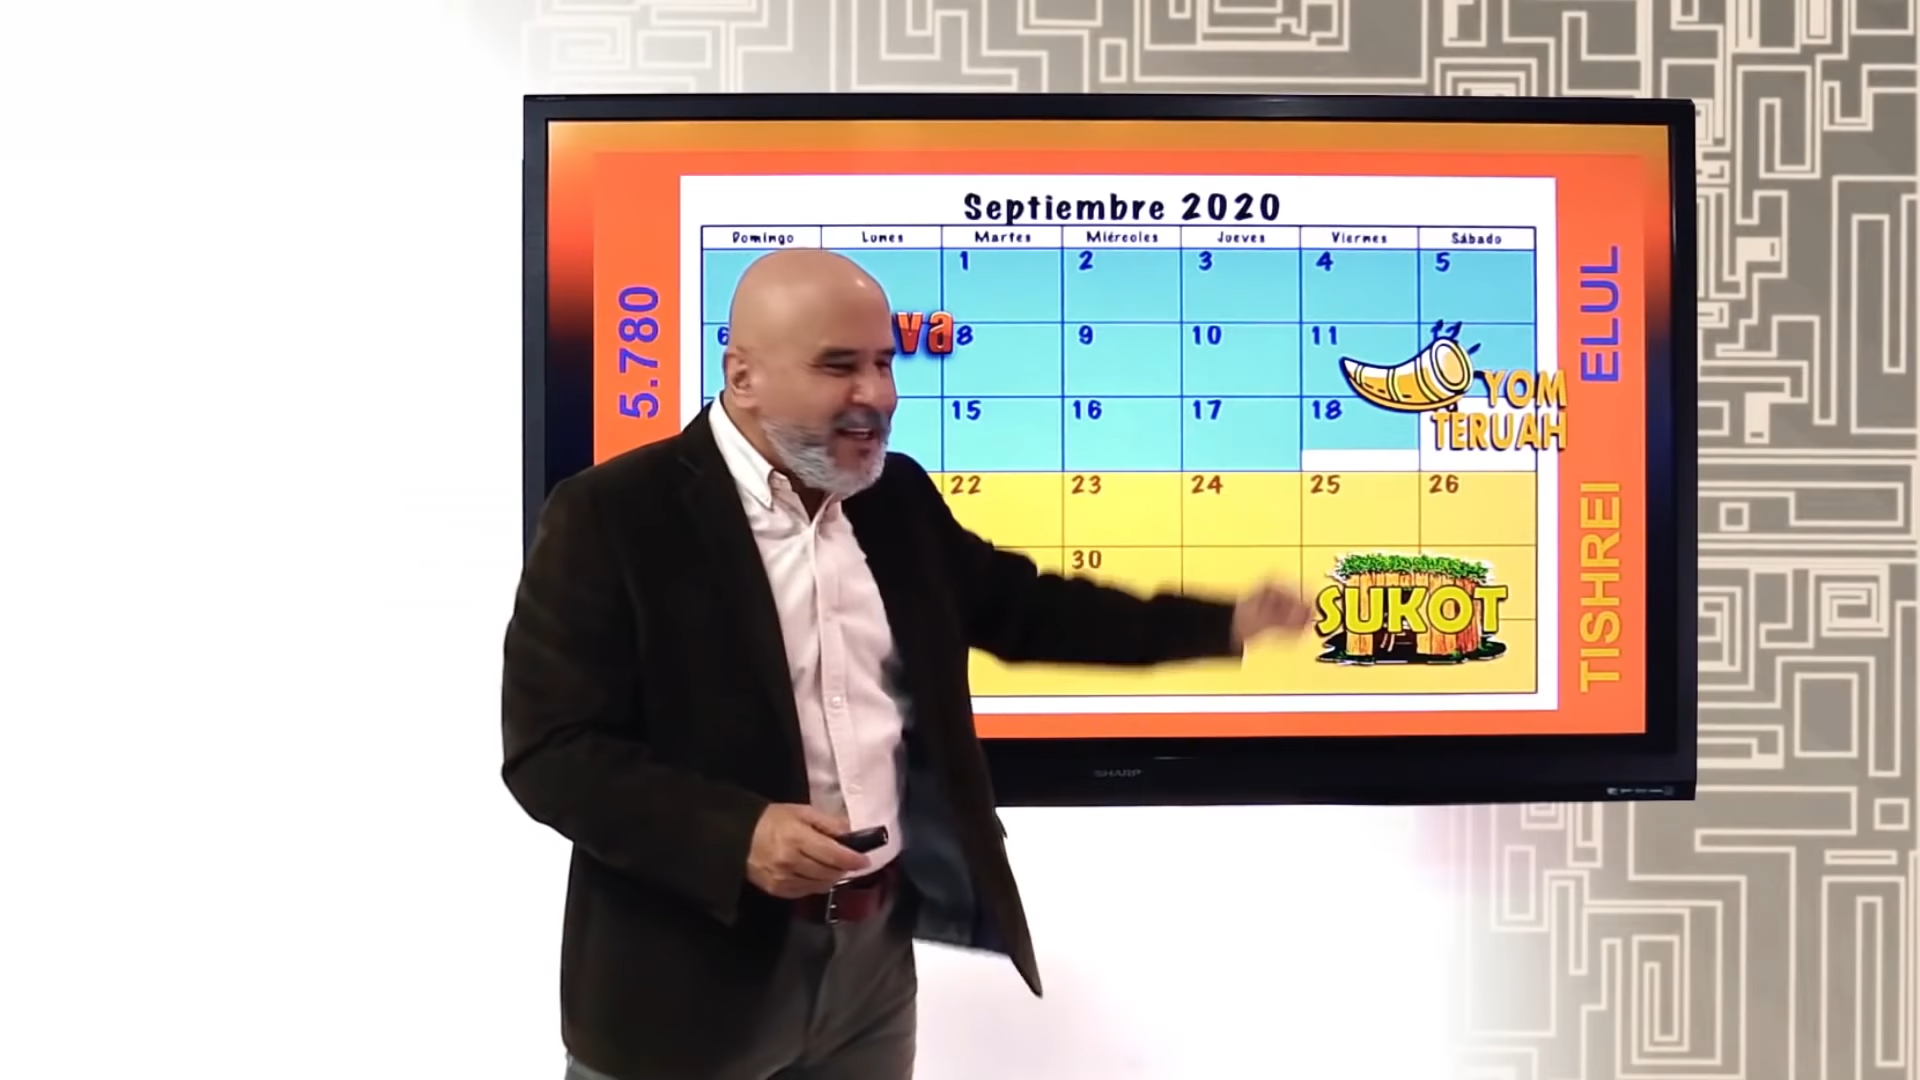 Septiembre 2020
Domingo Lunes Martes Miércoles Jueves Viernes Sábado
1 2 3 4 5
6 va 8 9 10 11
15 16 17 18
YOM
TERUAH
22 23 24 25 26
30
SUKOT
5.780
ELUL
TISHREI
SHARP